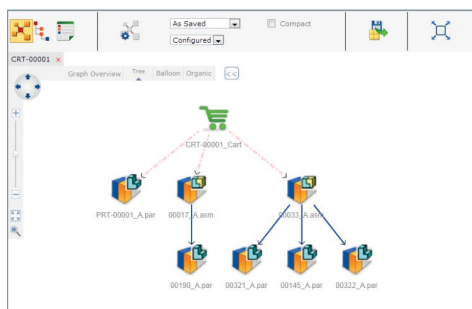 As Saved
Compact
Configured
CRT-00001 ×
Graph Overview Tree Balloon Organic <<
CRT-00001_Cart
PRT-00001_A.par 00017_A.asm 00033_A.asm
00190_A.par 00321_A.par 00145_A.par 00322_A.par